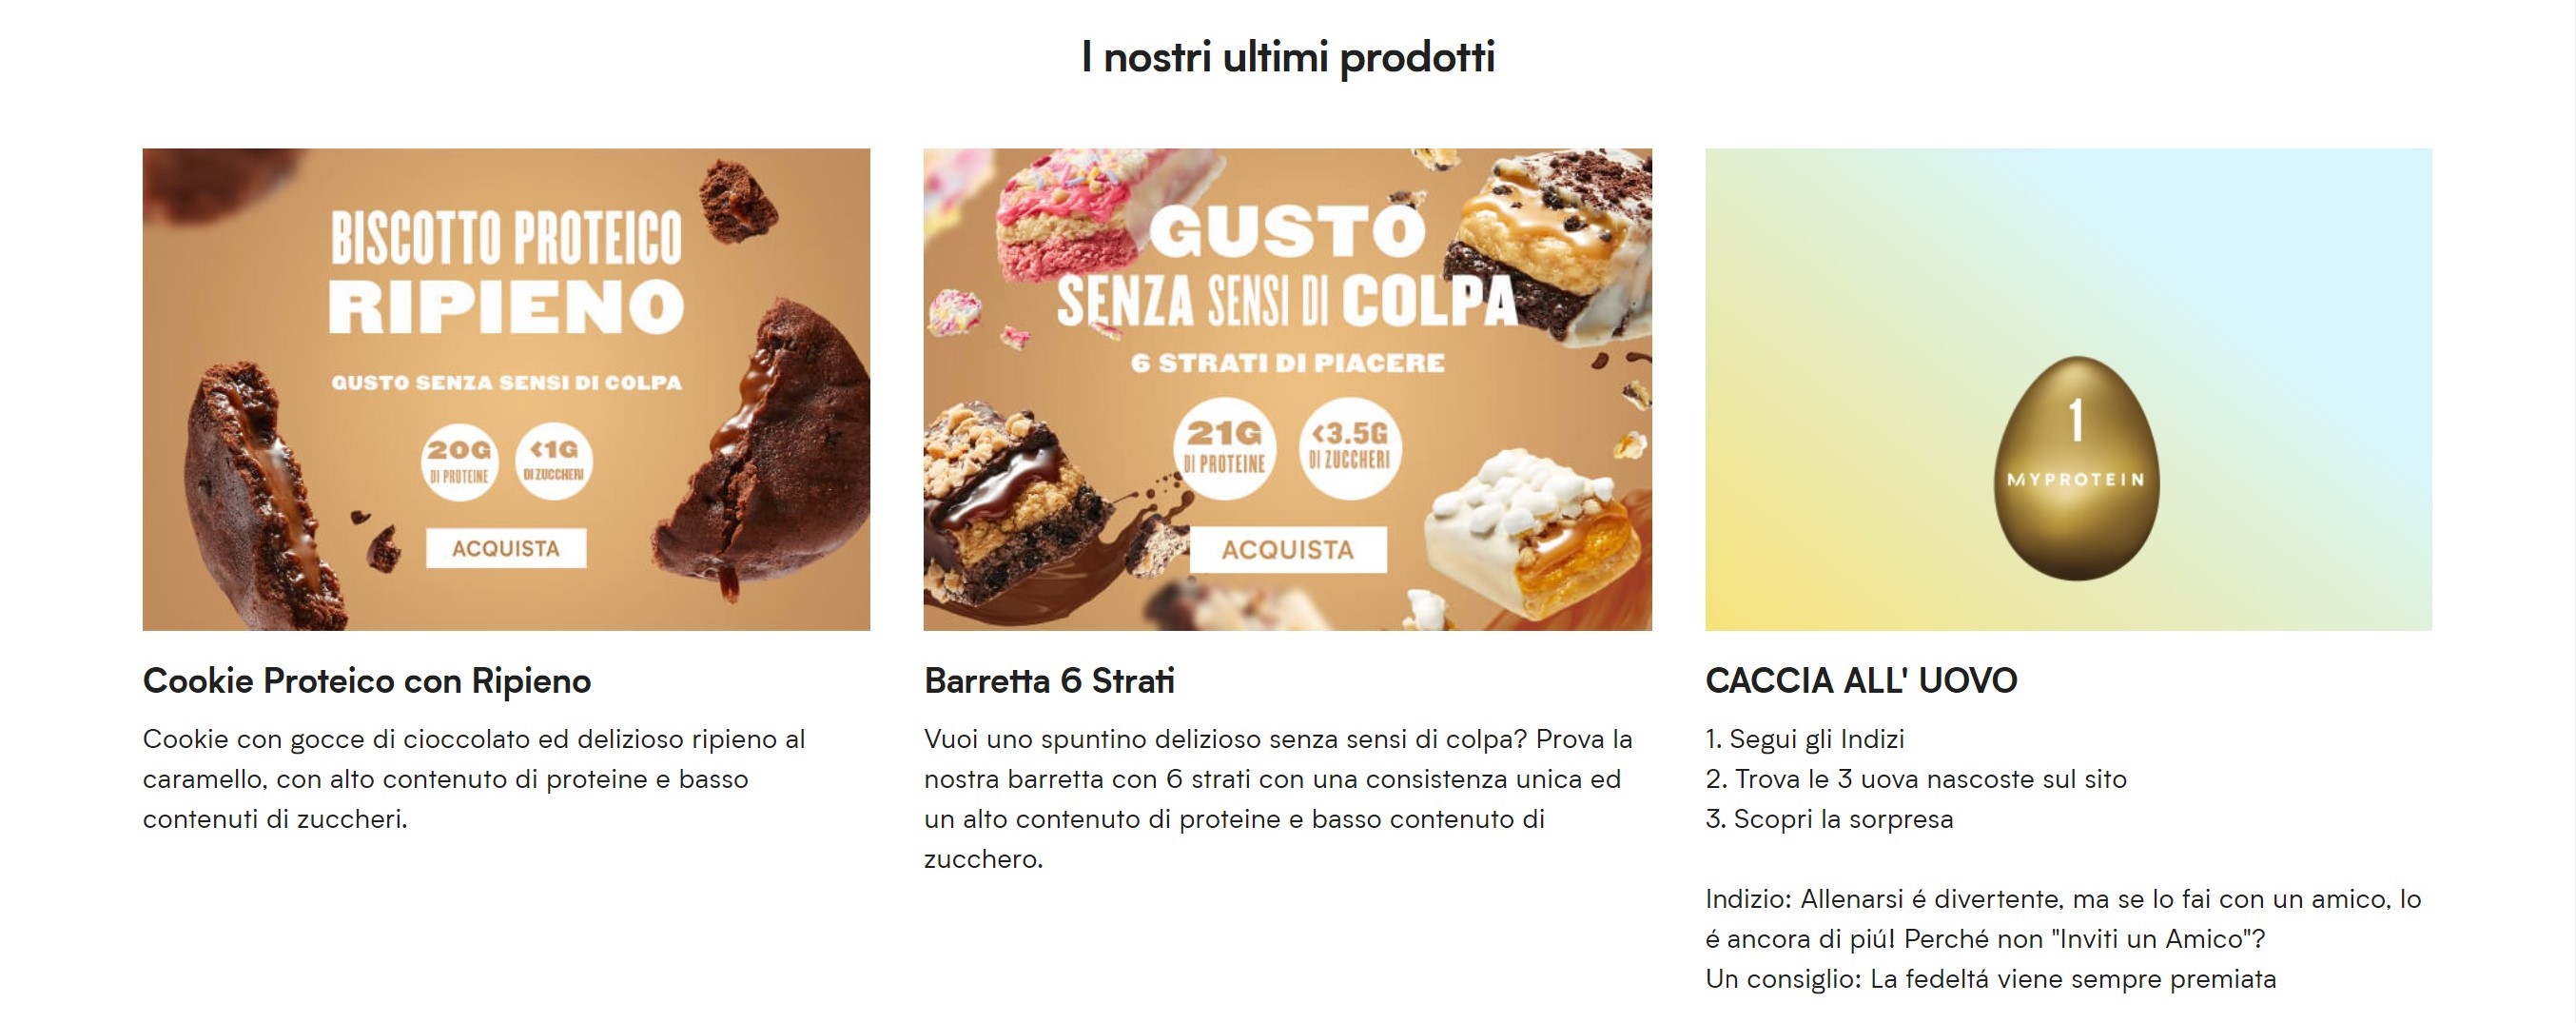 I nostri ultimi prodotti
BISCOTTO PROTEICO
RIPIENO
GUSTO SENZA SENSI DI COLPA
20G
DI PROTEINE
<1G
DI ZUCCHERI
ACQUISTA
GUSTO
SENZA SENSI DI COLPA
6 STRATI DI PIACERE
21G
DI PROTEINE
<3.5G
DI ZUCCHERI
ACQUISTA
1
MYPROTEIN
Cookie Proteico con Ripieno
Cookie con gocce di cioccolato ed delizioso ripieno al
caramello, con alto contenuto di proteine e basso
contenuti di zuccheri.
Barretta 6 Strati
Vuoi uno spuntino delizioso senza sensi di colpa? Prova la
nostra barretta con 6 strati con una consistenza unica ed
un alto contenuto di proteine e basso contenuto di
zucchero.
CACCIA ALL' UOVO
1. Segui gli Indizi
2. Trova le 3 uova nascoste sul sito
3. Scopri la sorpresa
Indizio: Allenarsi é divertente, ma se lo fai con un amico, lo
é ancora di piú! Perché non "Inviti un Amico"?
Un consiglio: La fedeltá viene sempre premiata